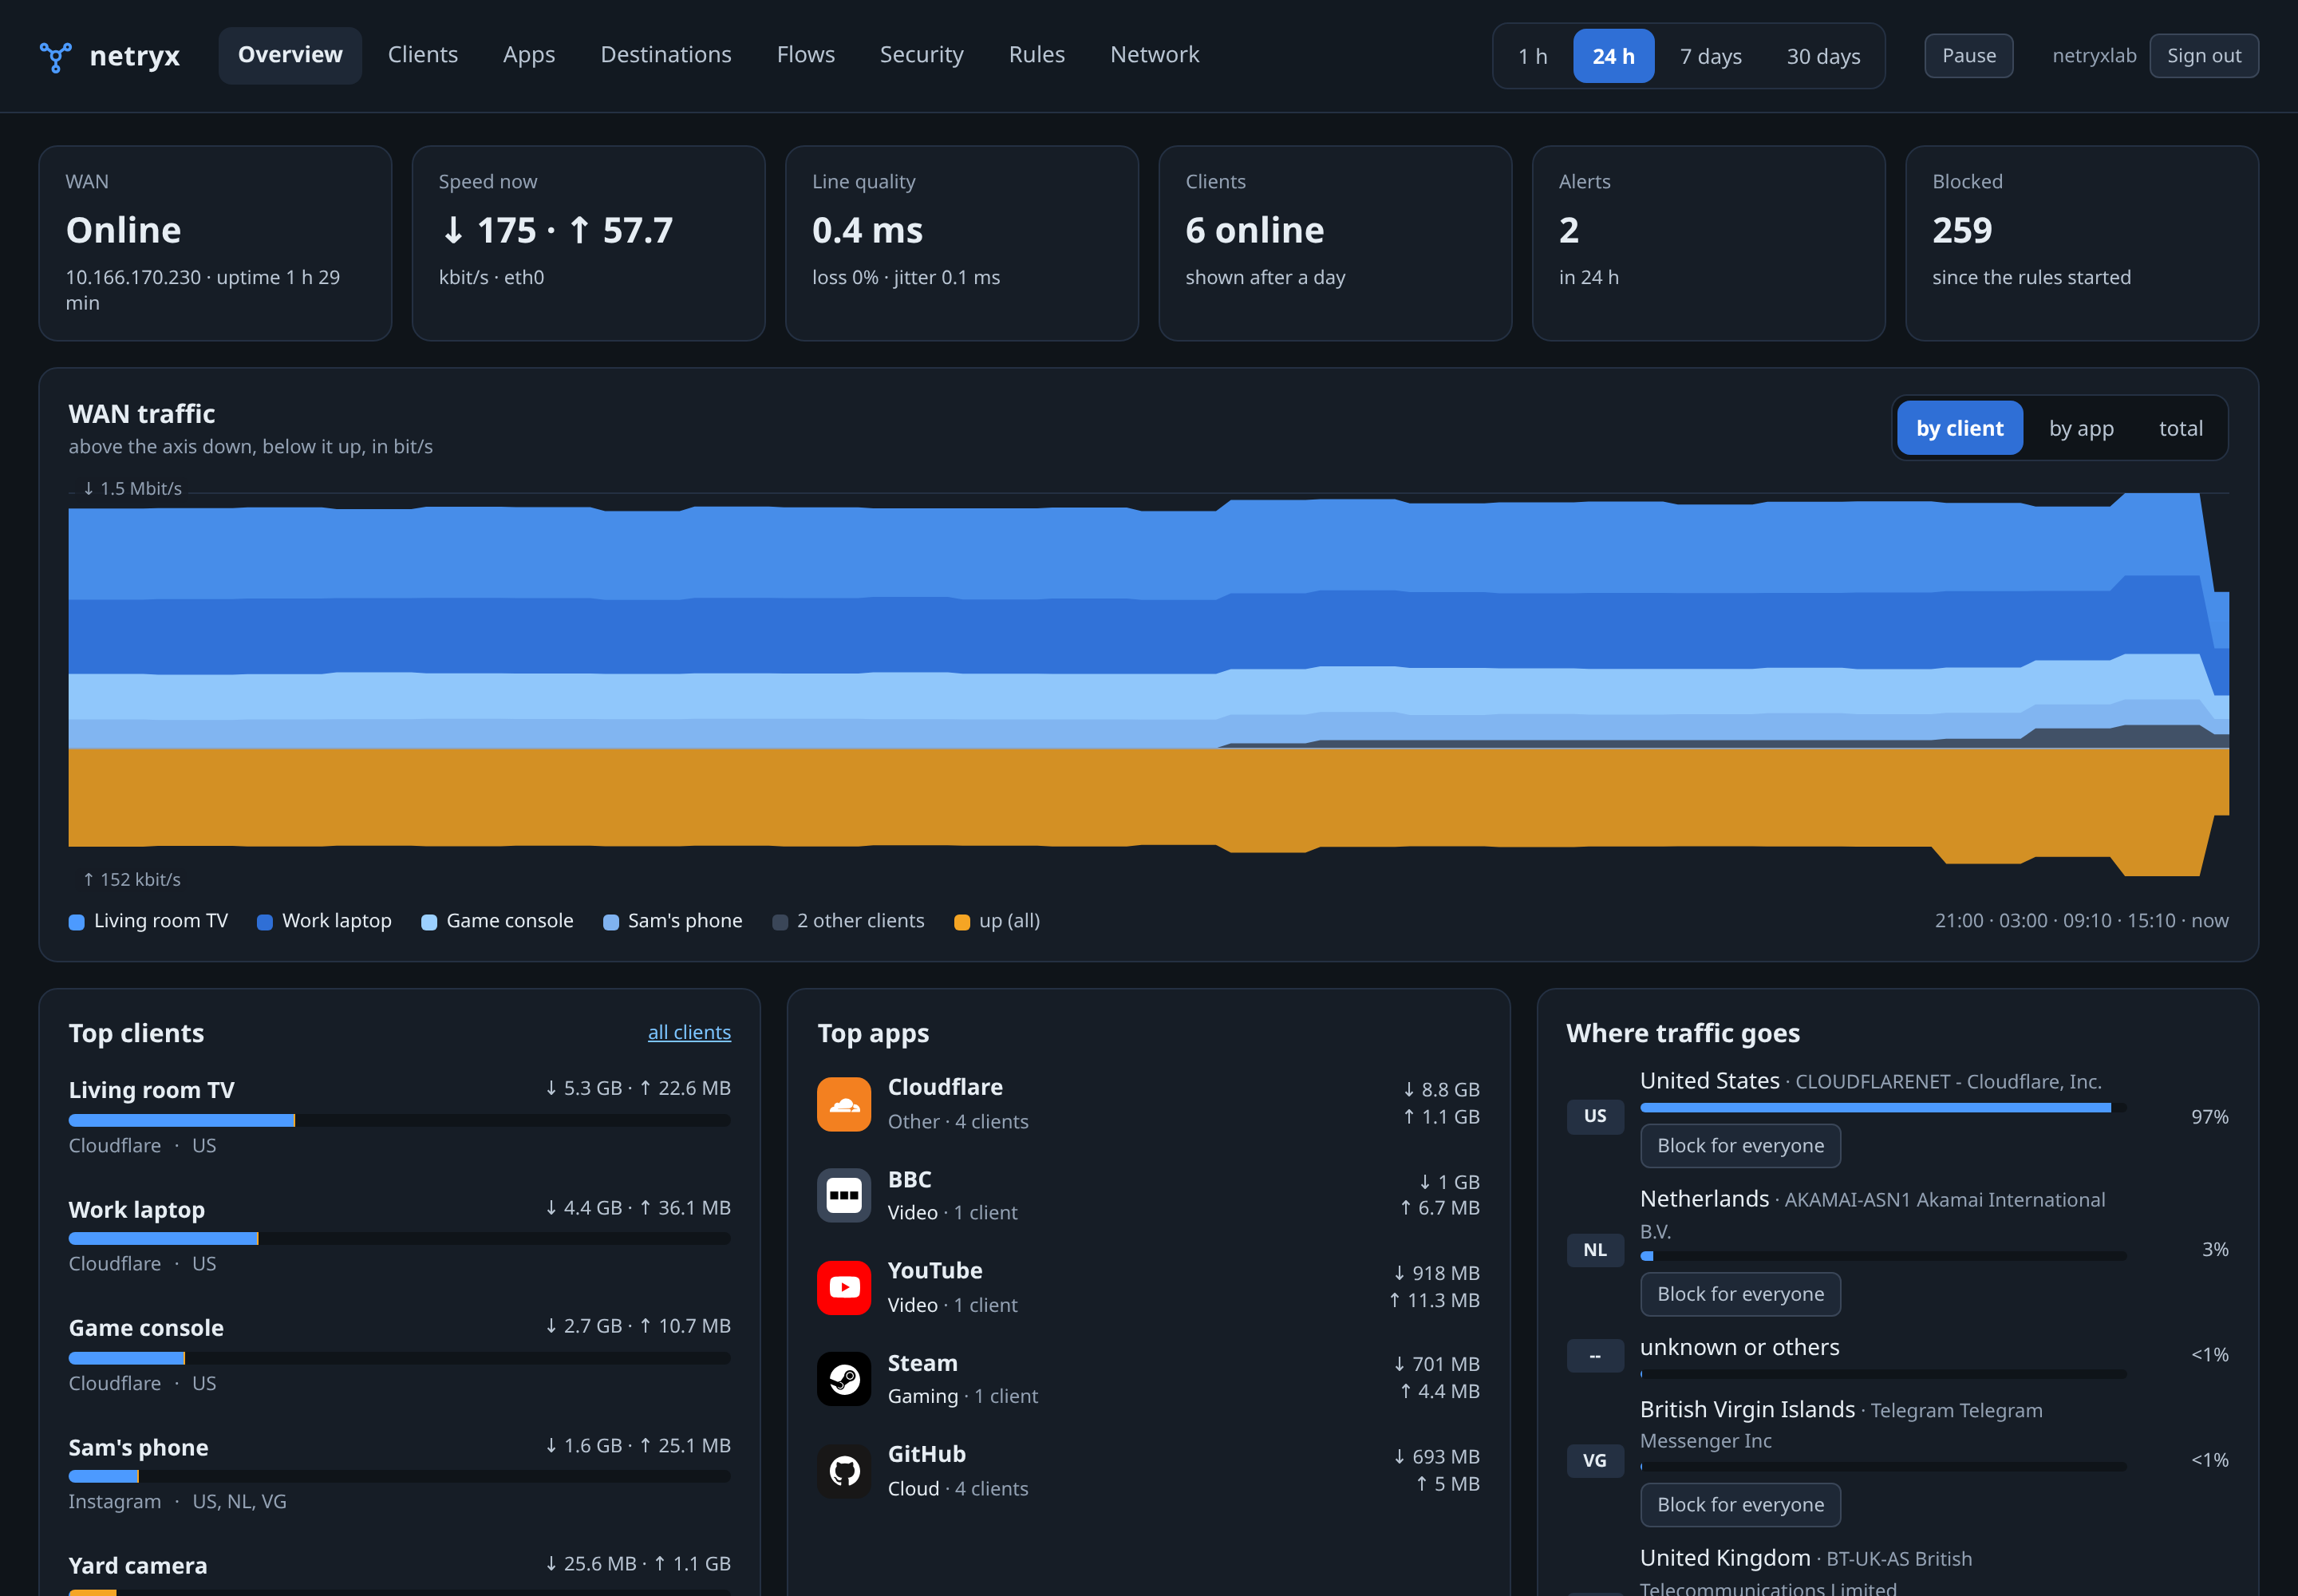 netryx
Overview
Clients
Apps
Destinations
Flows
Security
Rules
Network
1 h
24 h
7 days
30 days
Pause
netryxlab
Sign out
WAN
Online
10.166.170.230 · uptime 1 h 29
min
Speed now
↓ 175 · ↑ 57.7
kbit/s · eth0
Line quality
0.4 ms
loss 0% · jitter 0.1 ms
Clients
6 online
shown after a day
Alerts
2
in 24 h
Blocked
259
since the rules started
WAN traffic
above the axis down, below it up, in bit/s
by client
by app
total
↓ 1.5 Mbit/s
↑ 152 kbit/s
Living room TV
Work laptop
Game console
Sam's phone
2 other clients
up (all)
21:00 · 03:00 · 09:10 · 15:10 · now
Top clients
all clients
Living room TV
↓ 5.3 GB · ↑ 22.6 MB
Cloudflare · US
Work laptop
↓ 4.4 GB · ↑ 36.1 MB
Cloudflare · US
Game console
↓ 2.7 GB · ↑ 10.7 MB
Cloudflare · US
Sam's phone
↓ 1.6 GB · ↑ 25.1 MB
Instagram · US, NL, VG
Yard camera
↓ 25.6 MB · ↑ 1.1 GB
Top apps
Cloudflare
Other · 4 clients
↓ 8.8 GB
↑ 1.1 GB
BBC
Video · 1 client
↓ 1 GB
↑ 6.7 MB
YouTube
Video · 1 client
↓ 918 MB
↑ 11.3 MB
Steam
Gaming · 1 client
↓ 701 MB
↑ 4.4 MB
GitHub
Cloud · 4 clients
↓ 693 MB
↑ 5 MB
Where traffic goes
US
United States · CLOUDFLARENET - Cloudflare, Inc.
97%
Block for everyone
NL
Netherlands · AKAMAI-ASN1 Akamai International
B.V.
3%
Block for everyone
--
unknown or others
<1%
VG
British Virgin Islands · Telegram Telegram
Messenger Inc
<1%
Block for everyone
United Kingdom · BT-UK-AS British
Telecommunications Limited